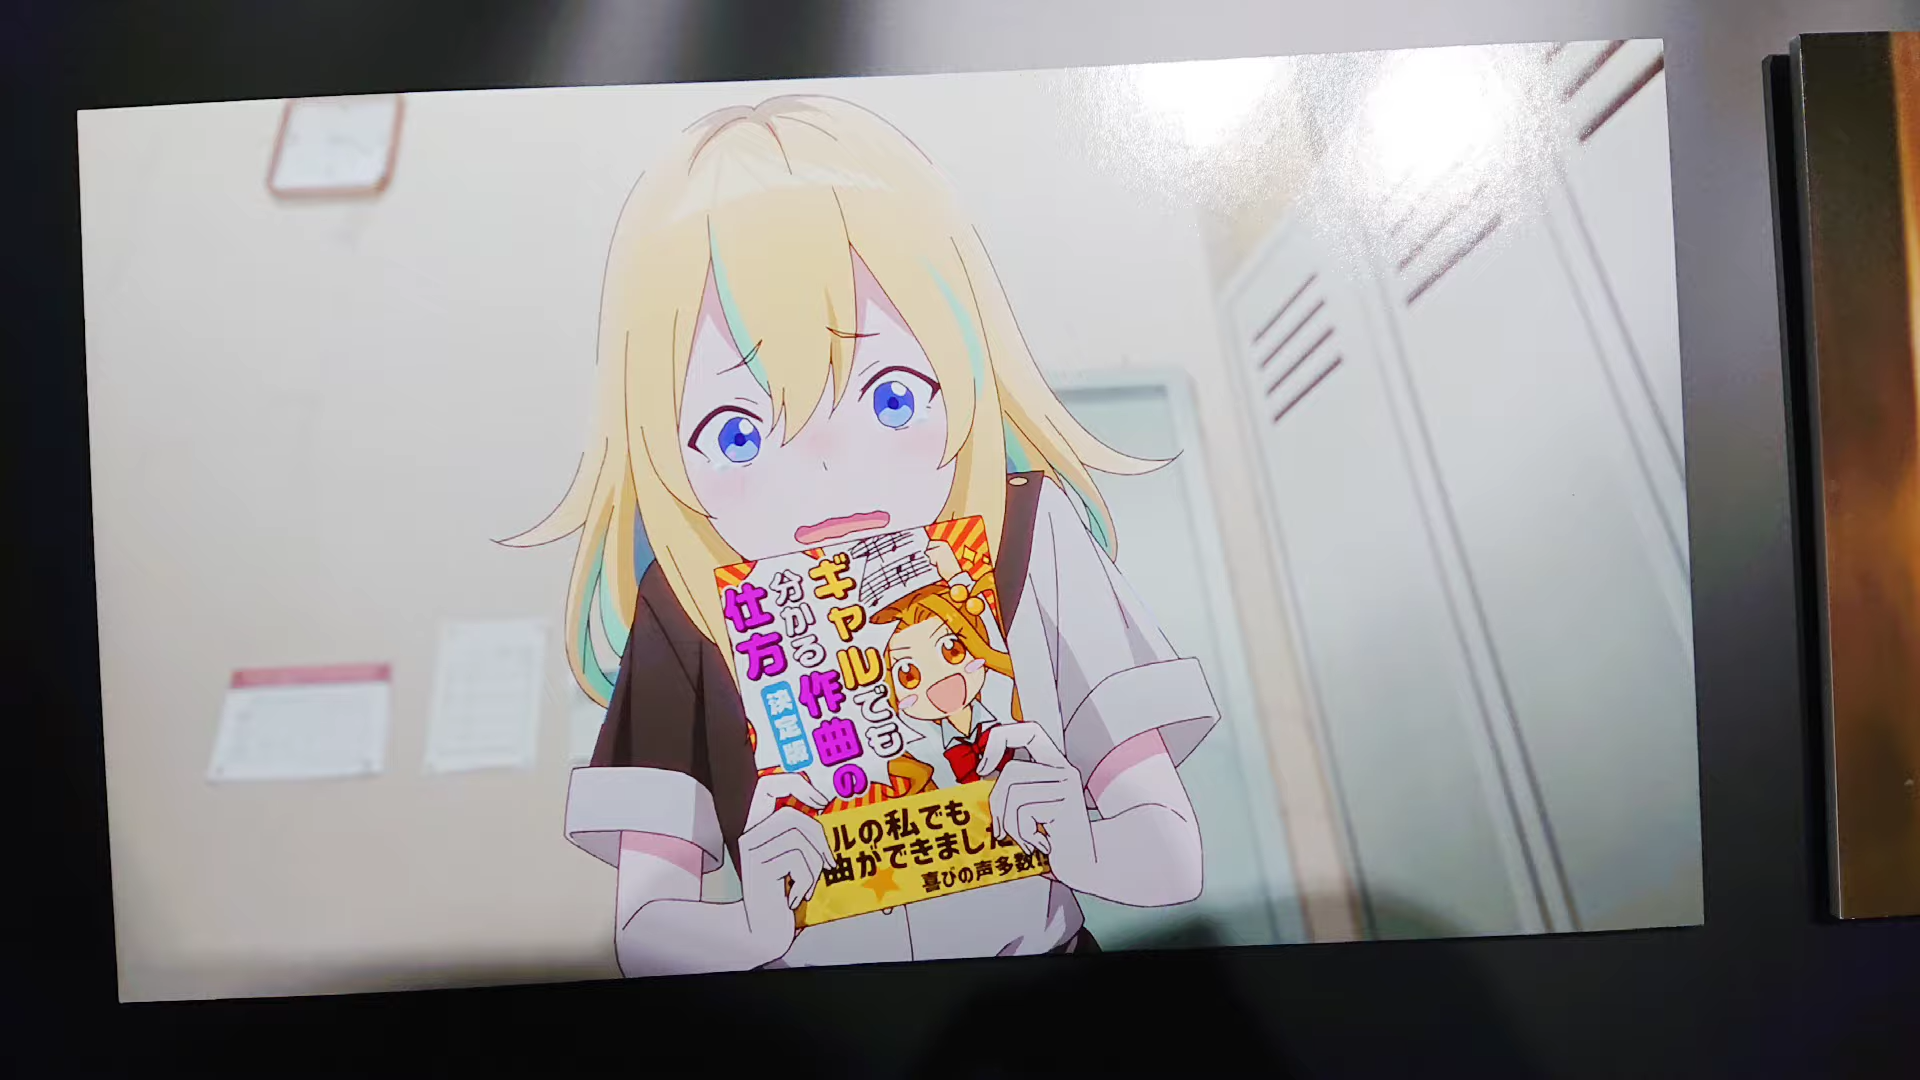 ギャルでも
分かる作曲の
仕方
決定版
ルの私でも
曲ができました
喜びの声多数!!